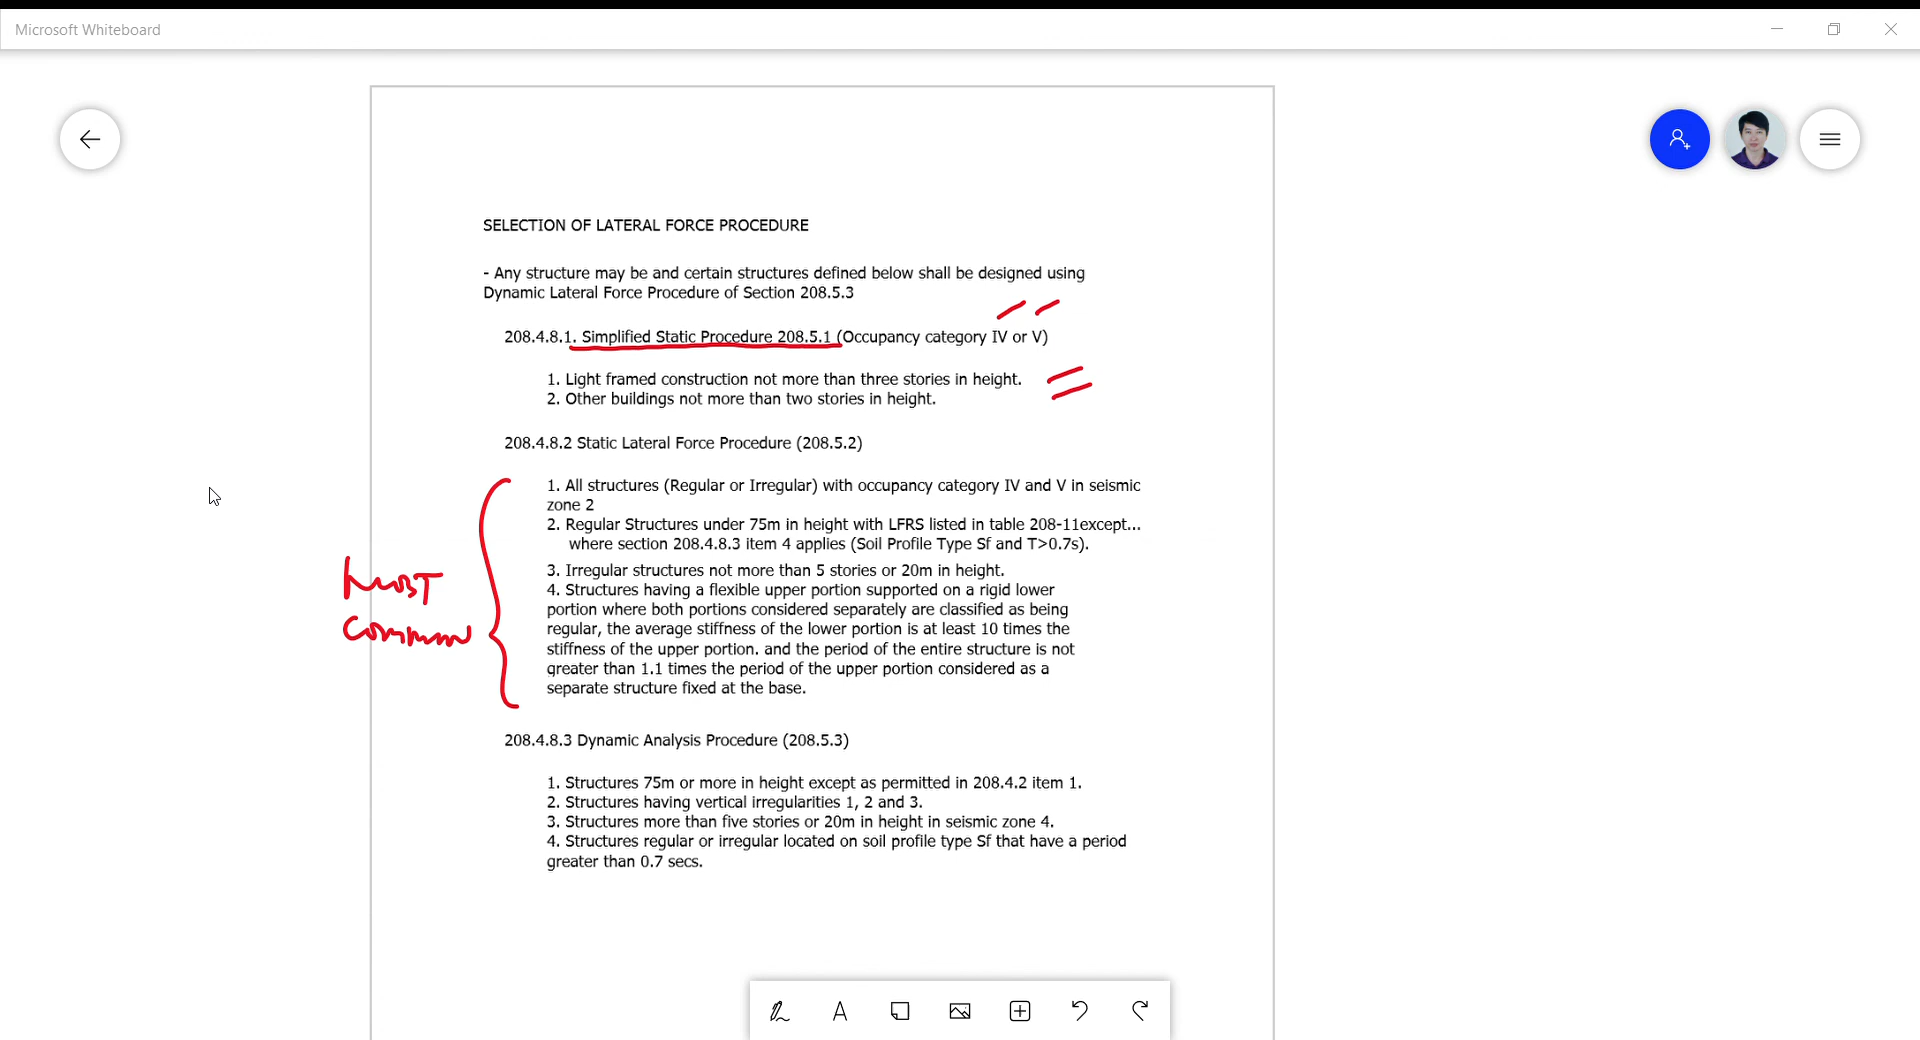 Microsoft Whiteboard
SELECTION OF LATERAL FORCE PROCEDURE
- Any structure may be and certain structures defined below shall be designed using
Dynamic Lateral Force Procedure of Section 208.5.3
208.4.8.1. Simplified Static Procedure 208.5.1 (Occupancy category IV or V)
1. Light framed construction not more than three stories in height.
2. Other buildings not more than two stories in height.
208.4.8.2 Static Lateral Force Procedure (208.5.2)
1. All structures (Regular or Irregular) with occupancy category IV and V in seismic
zone 2
2. Regular Structures under 75m in height with LFRS listed in table 208-11except...
where section 208.4.8.3 item 4 applies (Soil Profile Type Sf and T>0.7s).
3. Irregular structures not more than 5 stories or 20m in height.
4. Structures having a flexible upper portion supported on a rigid lower
portion where both portions considered separately are classified as being
regular, the average stiffness of the lower portion is at least 10 times the
stiffness of the upper portion. and the period of the entire structure is not
greater than 1.1 times the period of the upper portion considered as a
separate structure fixed at the base.
MOST
common
208.4.8.3 Dynamic Analysis Procedure (208.5.3)
1. Structures 75m or more in height except as permitted in 208.4.2 item 1.
2. Structures having vertical irregularities 1, 2 and 3.
3. Structures more than five stories or 20m in height in seismic zone 4.
4. Structures regular or irregular located on soil profile type Sf that have a period
greater than 0.7 secs.